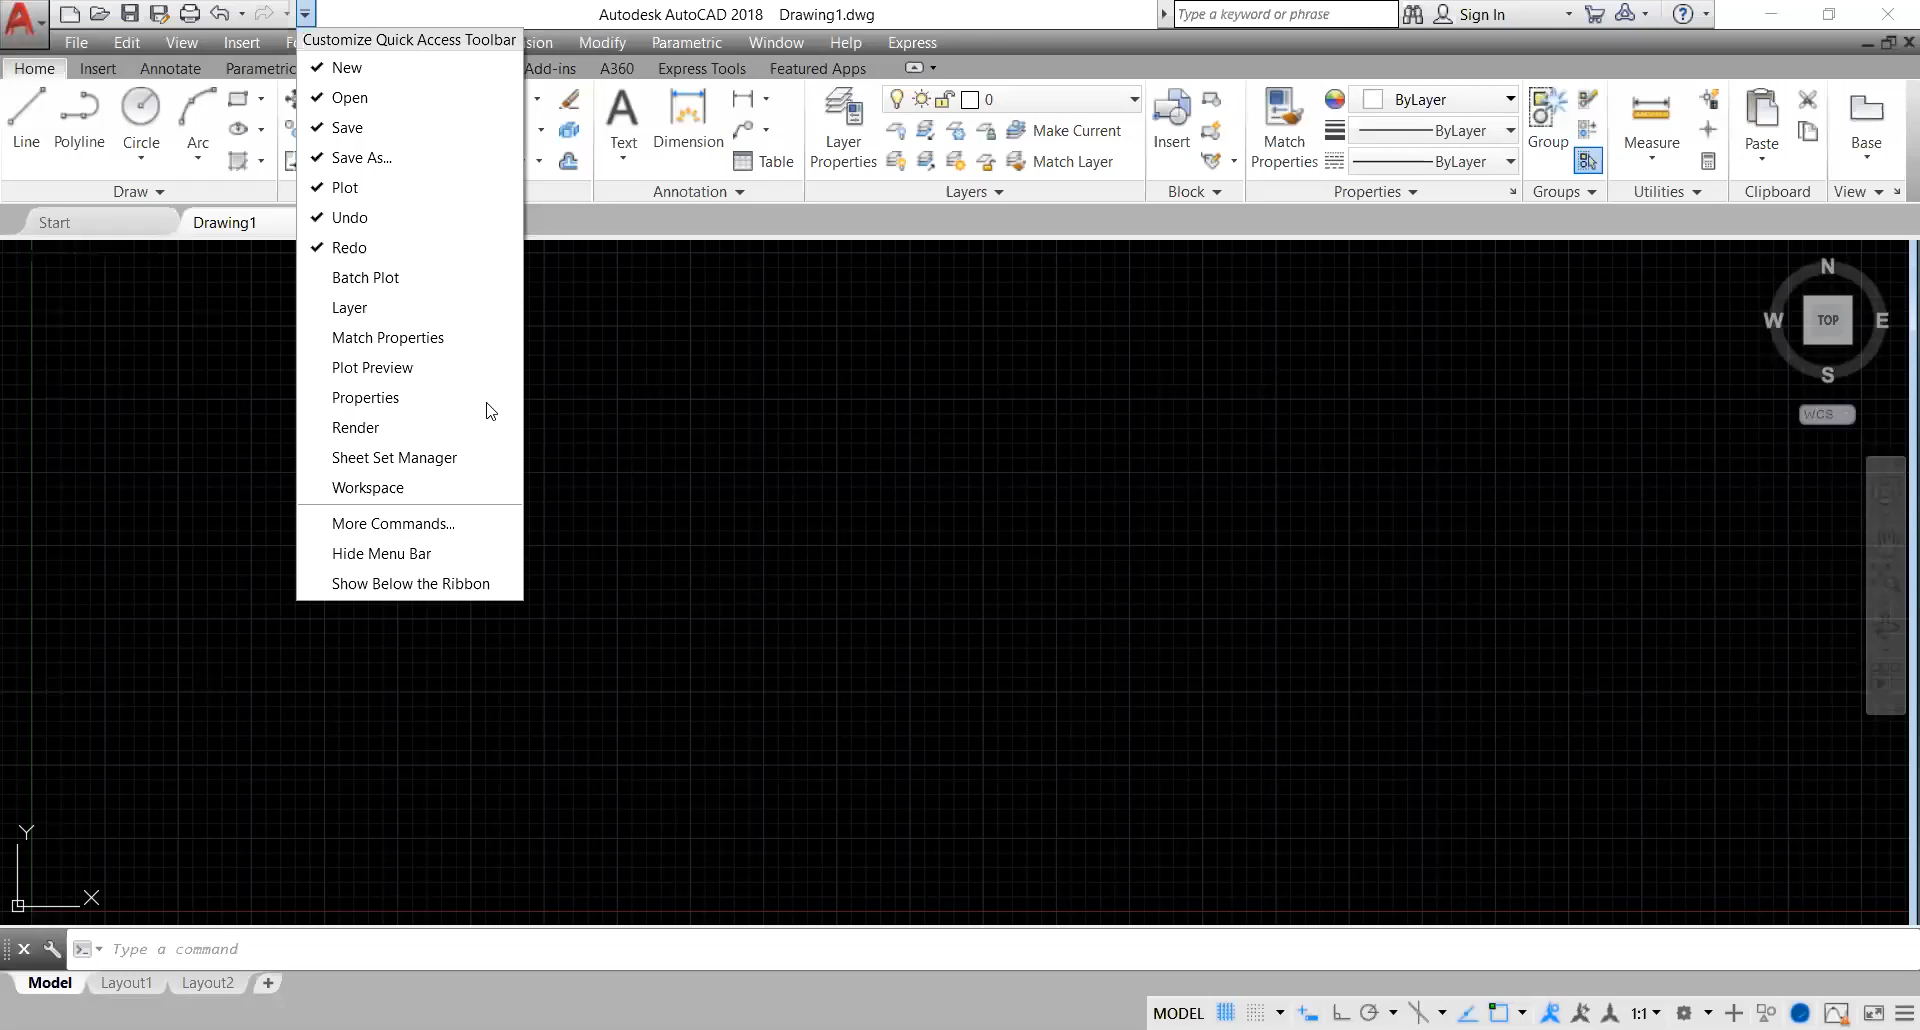 Autodesk AutoCAD 2018 Drawing1.dwg
Type a keyword or phrase
Sign In
File Edit View Insert
Modify Parametric Window Help Express
Customize Quick Access Toolbar
New
Open
Save
Save As...
Plot
Undo
Redo
Batch Plot
Layer
Match Properties
Plot Preview
Properties
Render
Sheet Set Manager
Workspace
More Commands...
Hide Menu Bar
Show Below the Ribbon
Home Insert Annotate Parametric
Add-ins A360 Express Tools Featured Apps
Line Polyline Circle Arc
Draw
Text Dimension
Table
Annotation
Layer Properties
0
Make Current
Match Layer
Layers
Insert
Block
Match Properties
ByLayer
ByLayer
ByLayer
Properties
Group
Groups
Measure
Utilities
Paste
Clipboard
Base
View
Start Drawing1
N
W TOP E
S
WCS
Y
X
Type a command
Model Layout1 Layout2 +
MODEL 1:1